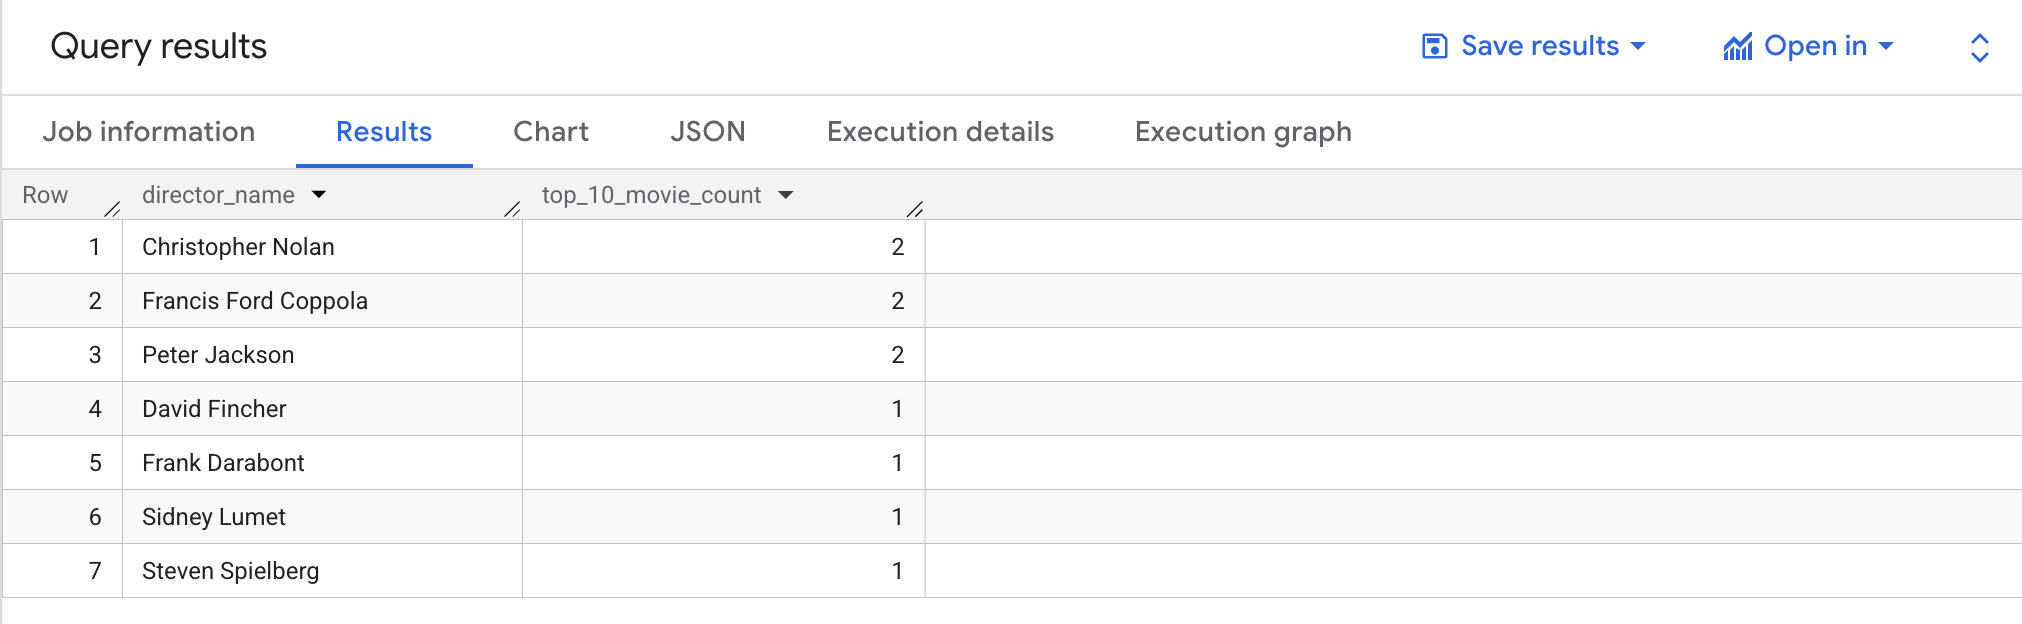 Query results Save results Open in
Job information Results Chart JSON Execution details Execution graph
Row director_name top_10_movie_count
1 Christopher Nolan 2
2 Francis Ford Coppola 2
3 Peter Jackson 2
4 David Fincher 1
5 Frank Darabont 1
6 Sidney Lumet 1
7 Steven Spielberg 1